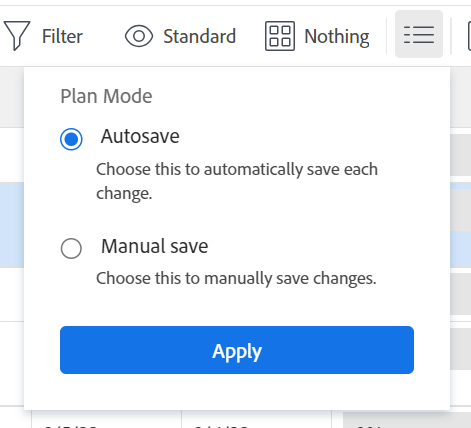 Filter Standard Nothing
Plan Mode
Autosave
Choose this to automatically save each
change.
Manual save
Choose this to manually save changes.
Apply